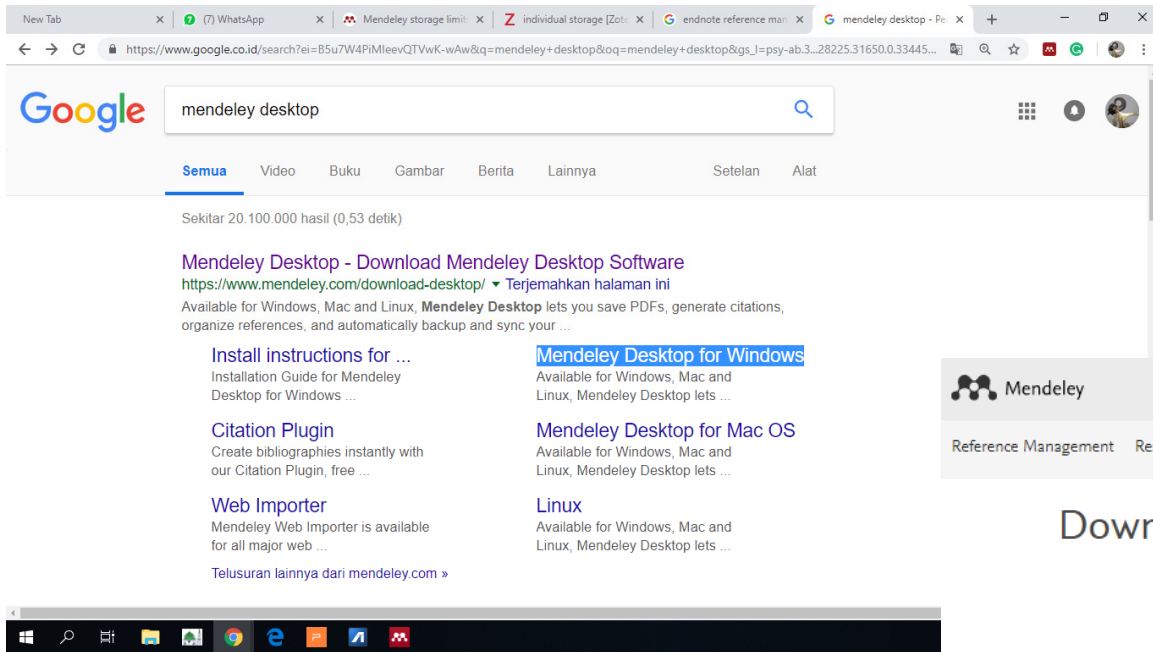 New Tab
(7) WhatsApp
Mendeley storage limit
individual storage [Zote
endnote reference man
mendeley desktop - Pe
https://www.google.co.id/search?ei=B5u7W4PiMIeevQTVwK-wAw&q=mendeley+desktop&oq=mendeley+desktop&gs_l=psy-ab.3...28225.31650.0.33445...
Google
mendeley desktop
Semua Video Buku Gambar Berita Lainnya Setelan Alat
Sekitar 20.100.000 hasil (0,53 detik)
Mendeley Desktop - Download Mendeley Desktop Software
https://www.mendeley.com/download-desktop/ ▼ Terjemahkan halaman ini
Available for Windows, Mac and Linux, Mendeley Desktop lets you save PDFs, generate citations,
organize references, and automatically backup and sync your ...
Install instructions for ...
Installation Guide for Mendeley
Desktop for Windows ...
Mendeley Desktop for Windows
Available for Windows, Mac and
Linux, Mendeley Desktop lets ...
Citation Plugin
Create bibliographies instantly with
our Citation Plugin, free ...
Mendeley Desktop for Mac OS
Available for Windows, Mac and
Linux, Mendeley Desktop lets ...
Web Importer
Mendeley Web Importer is available
for all major web ...
Linux
Available for Windows, Mac and
Linux, Mendeley Desktop lets ...
Telusuran lainnya dari mendeley.com »
Mendeley
Reference Management Re
Down